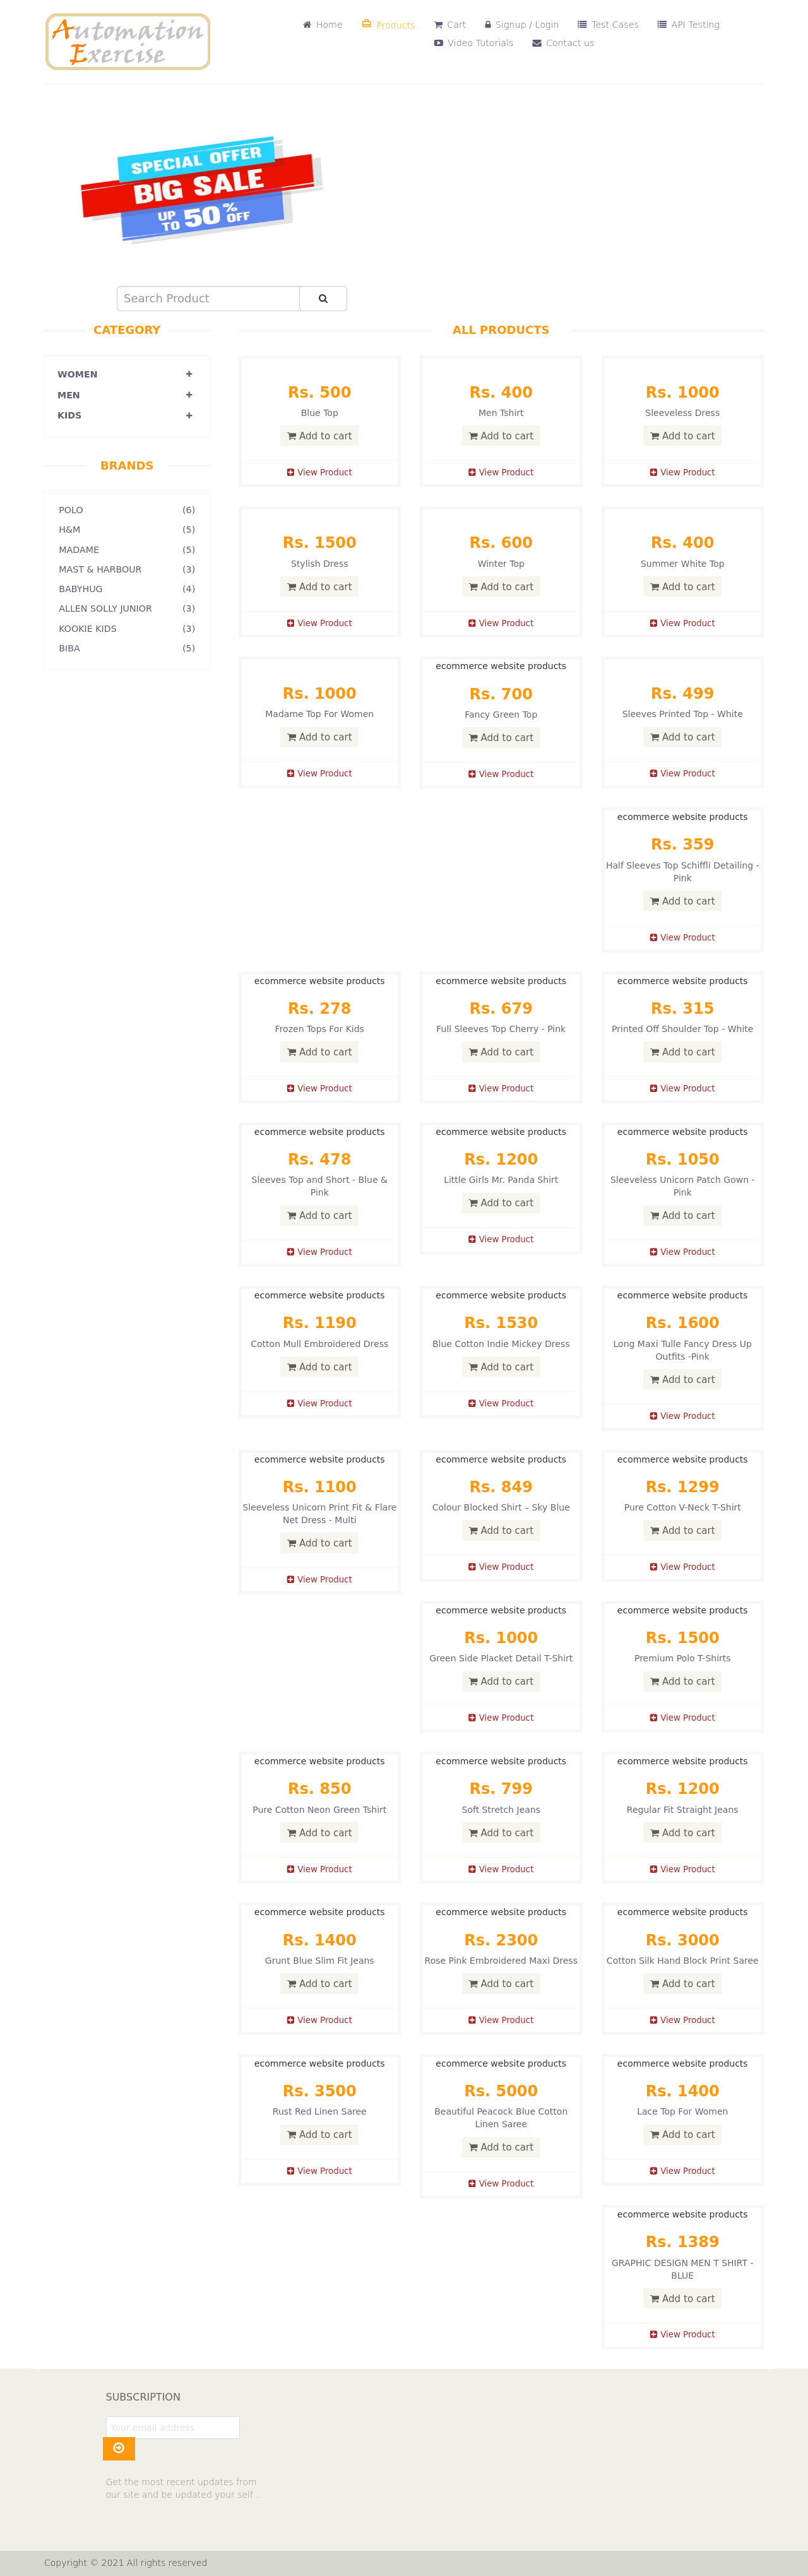 Automation
Exercise
Home
Products
Cart
Signup / Login
Test Cases
API Testing
Video Tutorials
Contact us
SPECIAL OFFER
BIG SALE
UP TO 50% OFF
Search Product
CATEGORY
WOMEN
MEN
KIDS
BRANDS
POLO (6)
H&M (5)
MADAME (5)
MAST & HARBOUR (3)
BABYHUG (4)
ALLEN SOLLY JUNIOR (3)
KOOKIE KIDS (3)
BIBA (5)
ALL PRODUCTS
Rs. 500
Blue Top
Add to cart
View Product
Rs. 400
Men Tshirt
Add to cart
View Product
Rs. 1000
Sleeveless Dress
Add to cart
View Product
Rs. 1500
Stylish Dress
Add to cart
View Product
Rs. 600
Winter Top
Add to cart
View Product
Rs. 400
Summer White Top
Add to cart
View Product
Rs. 1000
Madame Top For Women
Add to cart
View Product
ecommerce website products
Rs. 700
Fancy Green Top
Add to cart
View Product
Rs. 499
Sleeves Printed Top - White
Add to cart
View Product
ecommerce website products
Rs. 359
Half Sleeves Top Schiffli Detailing -
Pink
Add to cart
View Product
ecommerce website products
Rs. 278
Frozen Tops For Kids
Add to cart
View Product
ecommerce website products
Rs. 679
Full Sleeves Top Cherry - Pink
Add to cart
View Product
ecommerce website products
Rs. 315
Printed Off Shoulder Top - White
Add to cart
View Product
ecommerce website products
Rs. 478
Sleeves Top and Short - Blue &
Pink
Add to cart
View Product
ecommerce website products
Rs. 1200
Little Girls Mr. Panda Shirt
Add to cart
View Product
ecommerce website products
Rs. 1050
Sleeveless Unicorn Patch Gown -
Pink
Add to cart
View Product
ecommerce website products
Rs. 1190
Cotton Mull Embroidered Dress
Add to cart
View Product
ecommerce website products
Rs. 1530
Blue Cotton Indie Mickey Dress
Add to cart
View Product
ecommerce website products
Rs. 1600
Long Maxi Tulle Fancy Dress Up
Outfits -Pink
Add to cart
View Product
ecommerce website products
Rs. 1100
Sleeveless Unicorn Print Fit & Flare
Net Dress - Multi
Add to cart
View Product
ecommerce website products
Rs. 849
Colour Blocked Shirt – Sky Blue
Add to cart
View Product
ecommerce website products
Rs. 1299
Pure Cotton V-Neck T-Shirt
Add to cart
View Product
ecommerce website products
Rs. 1000
Green Side Placket Detail T-Shirt
Add to cart
View Product
ecommerce website products
Rs. 1500
Premium Polo T-Shirts
Add to cart
View Product
ecommerce website products
Rs. 850
Pure Cotton Neon Green Tshirt
Add to cart
View Product
ecommerce website products
Rs. 799
Soft Stretch Jeans
Add to cart
View Product
ecommerce website products
Rs. 1200
Regular Fit Straight Jeans
Add to cart
View Product
ecommerce website products
Rs. 1400
Grunt Blue Slim Fit Jeans
Add to cart
View Product
ecommerce website products
Rs. 2300
Rose Pink Embroidered Maxi Dress
Add to cart
View Product
ecommerce website products
Rs. 3000
Cotton Silk Hand Block Print Saree
Add to cart
View Product
ecommerce website products
Rs. 3500
Rust Red Linen Saree
Add to cart
View Product
ecommerce website products
Rs. 5000
Beautiful Peacock Blue Cotton
Linen Saree
Add to cart
View Product
ecommerce website products
Rs. 1400
Lace Top For Women
Add to cart
View Product
ecommerce website products
Rs. 1389
GRAPHIC DESIGN MEN T SHIRT -
BLUE
Add to cart
View Product
SUBSCRIPTION
Your email address
Get the most recent updates from
our site and be updated your self...
Copyright © 2021 All rights reserved